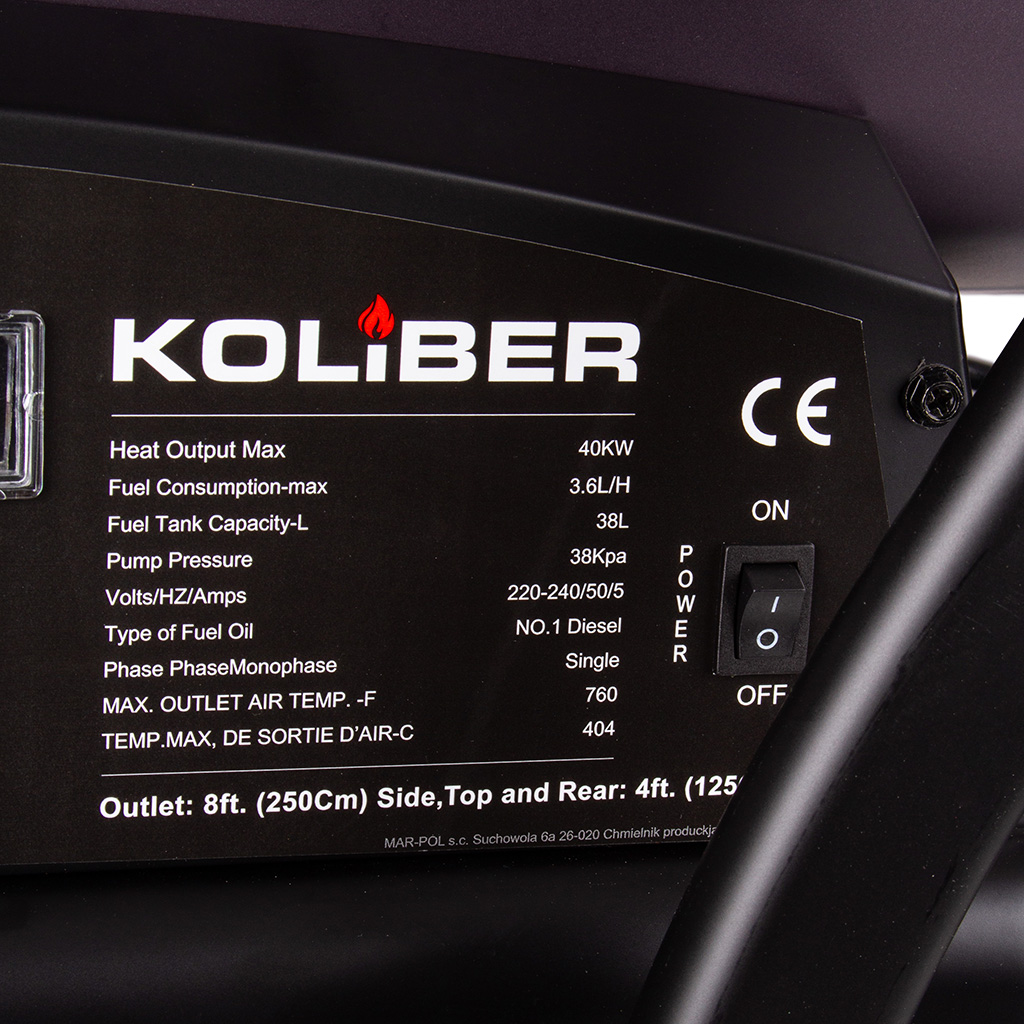 KOLiBER
CE
Heat Output Max 40KW
Fuel Consumption-max 3.6L/H
Fuel Tank Capacity-L 38L
Pump Pressure 38Kpa
Volts/HZ/Amps 220-240/50/5
Type of Fuel Oil NO.1 Diesel
Phase PhaseMonophase Single
MAX. OUTLET AIR TEMP. -F 760
TEMP.MAX, DE SORTIE D'AIR-C 404
ON
POWER
I
O
OFF
Outlet: 8ft. (250Cm) Side,Top and Rear: 4ft. (125
MAR-POL s.c. Suchowola 6a 26-020 Chmielnik produckja